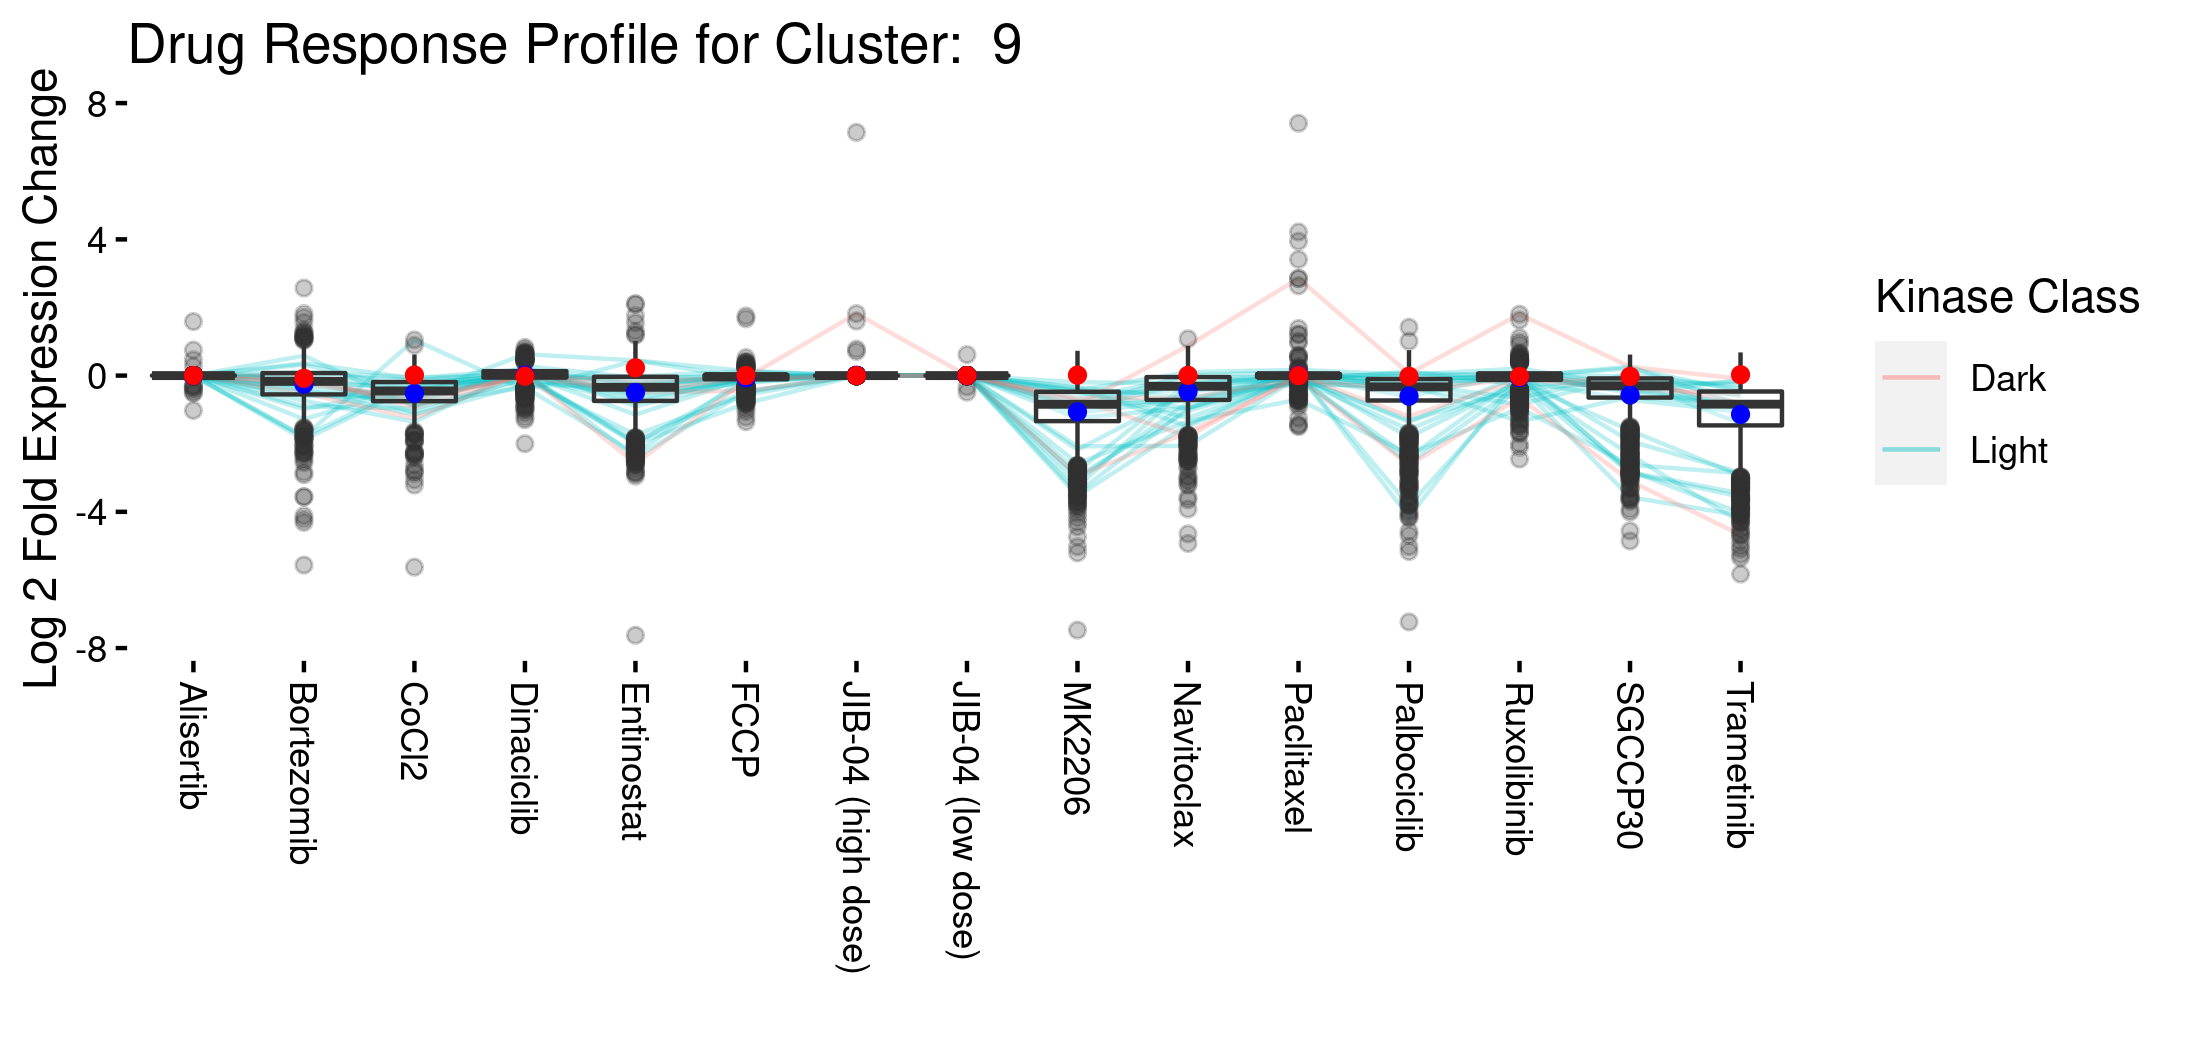 Drug Response Profile for Cluster:  9
Log 2 Fold Expression Change
8
4
0
-4
-8
Alisertib
Bortezomib
CoCl2
Dinaciclib
Entinostat
FCCP
JIB-04 (high dose)
JIB-04 (low dose)
MK2206
Navitoclax
Paclitaxel
Palbociclib
Ruxolibinib
SGCCP30
Trametinib
Kinase Class
Dark
Light